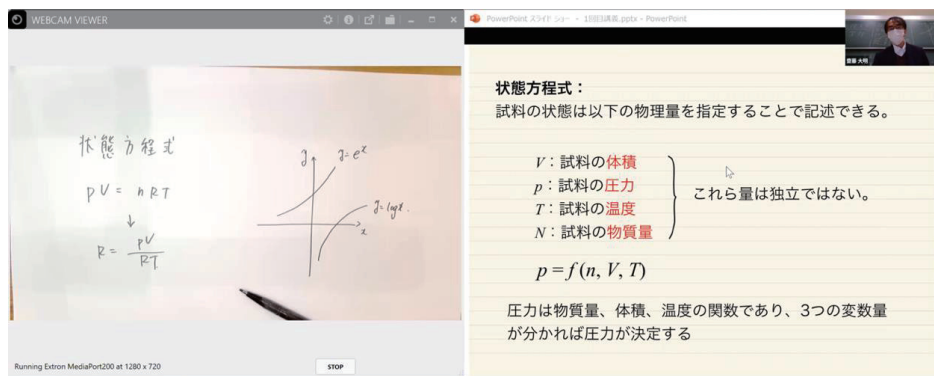 WEBCAM VIEWER
状態方程式
pV = nRT
↓
R = pV / RT
y
y=e^x
y=logx.
x
Running Extron MediaPort200 at 1280 x 720
STOP
PowerPoint スライド ショー - 1回目講義.pptx - PowerPoint
齋藤 大明
状態方程式：
試料の状態は以下の物理量を指定することで記述できる。
V：試料の体積
p：試料の圧力
T：試料の温度
N：試料の物質量
これら量は独立ではない。
p = f (n, V, T)
圧力は物質量、体積、温度の関数であり、3つの変数量
が分かれば圧力が決定する